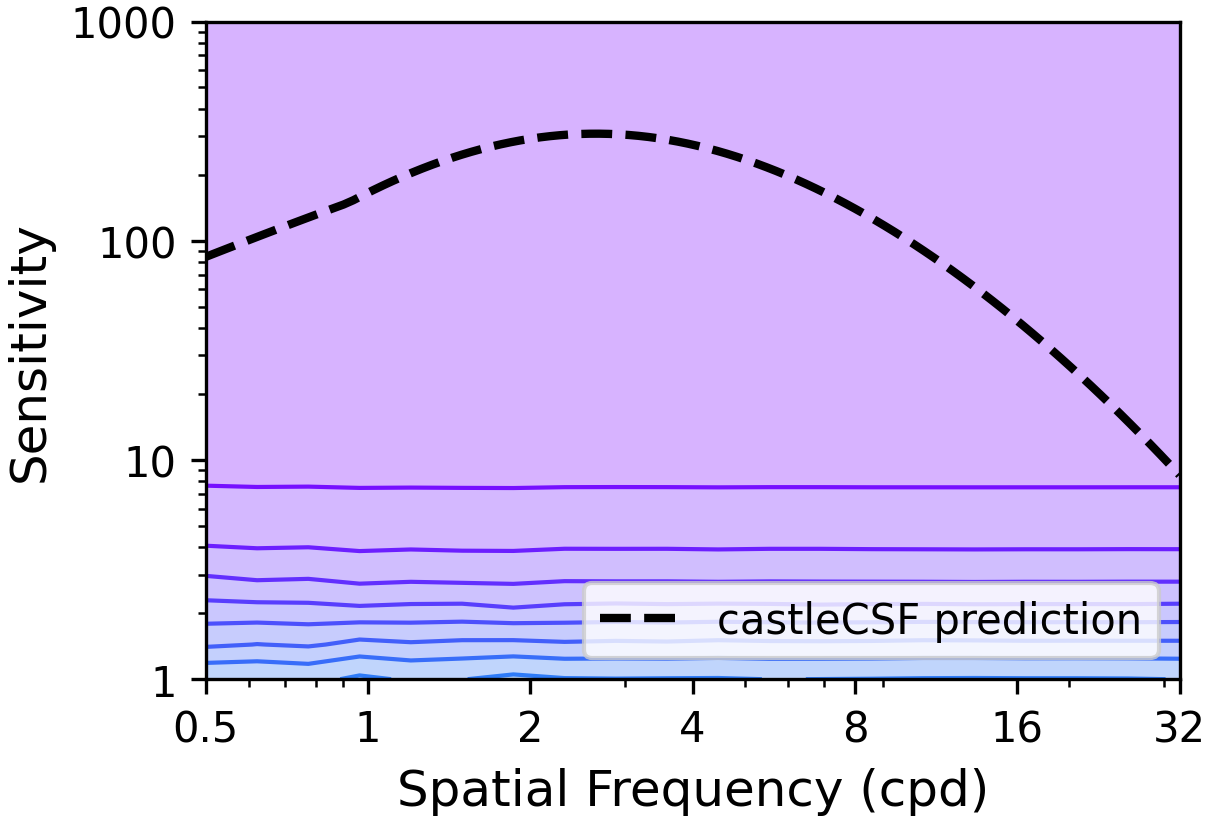 1000
100
10
1
Sensitivity
castleCSF prediction
0.5 1 2 4 8 16 32
Spatial Frequency (cpd)